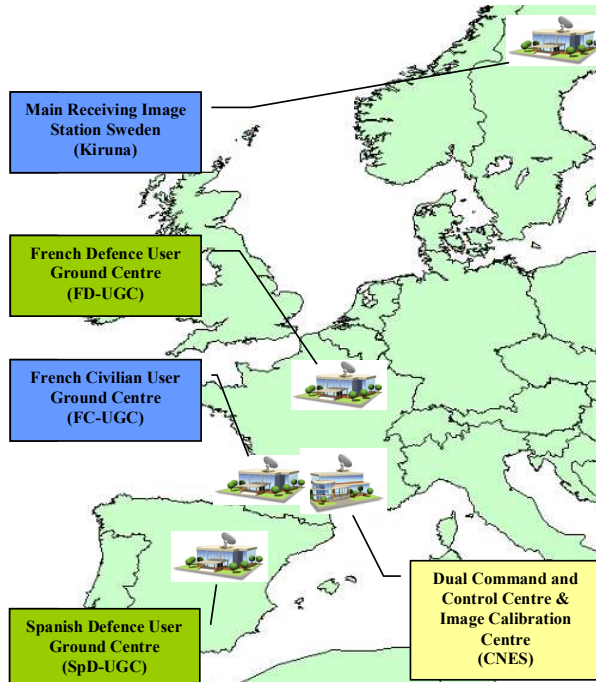 Main Receiving Image
Station Sweden
(Kiruna)
French Defence User
Ground Centre
(FD-UGC)
French Civilian User
Ground Centre
(FC-UGC)
Spanish Defence User
Ground Centre
(SpD-UGC)
Dual Command and
Control Centre &
Image Calibration
Centre
(CNES)